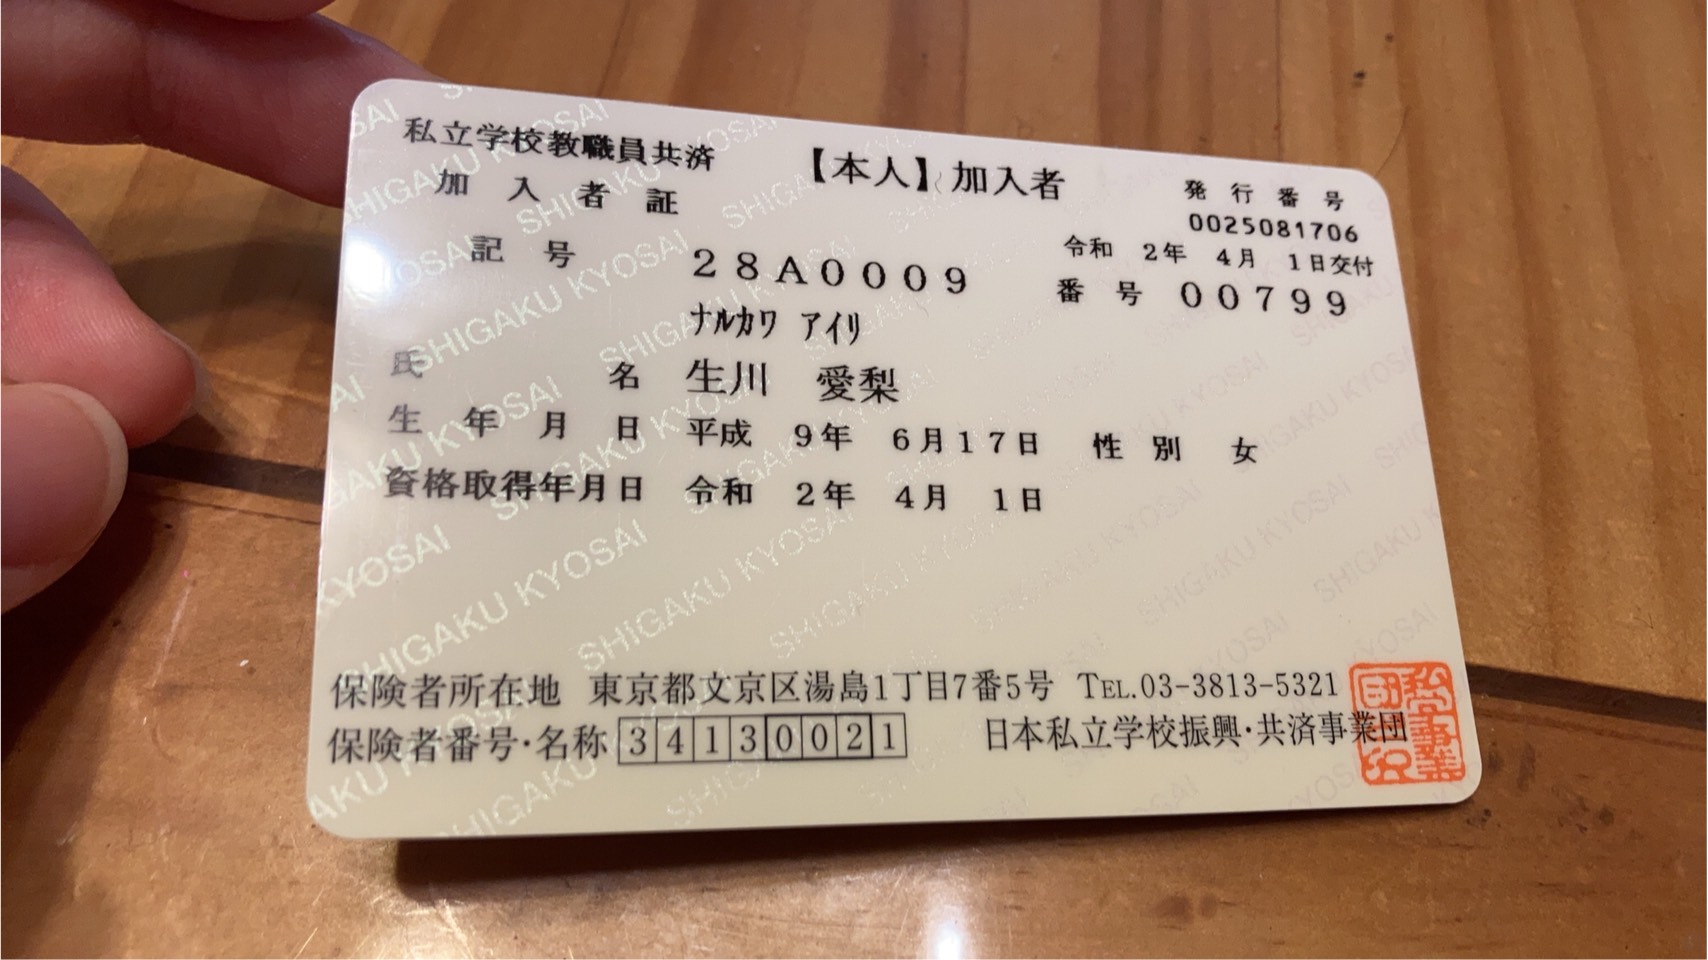 私立学校教職員共済
加入者証
【本人】加入者
発行番号
0025081706
令和 2年 4月 1日交付
記号 28A0009 番号 00799
ナルカワ アイリ
氏名 生川 愛梨
生年月日 平成 9年 6月17日 性別 女
資格取得年月日 令和 2年 4月 1日
保険者所在地 東京都文京区湯島1丁目7番5号 TEL.03-3813-5321
保険者番号・名称 34130021 日本私立学校振興・共済事業団
SHIGAKU KYOSAI